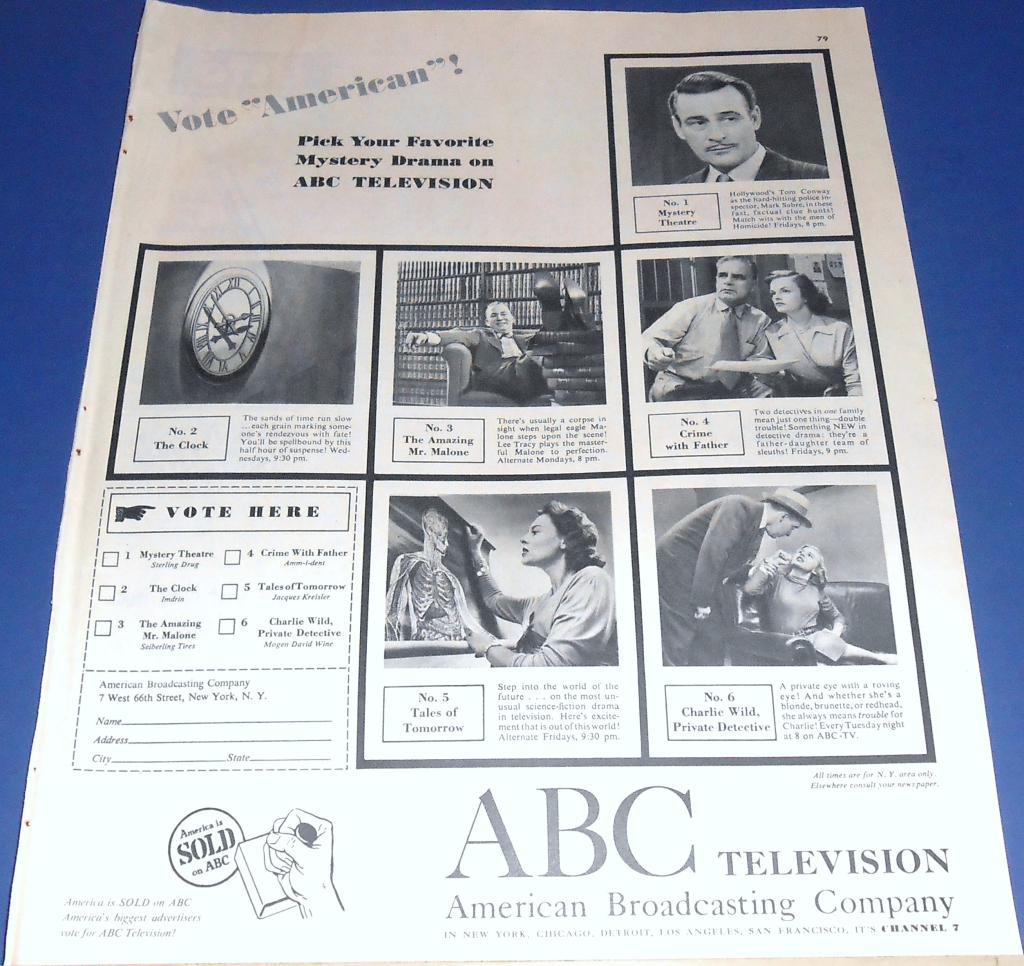 79
Vote "American"!
Pick Your Favorite
Mystery Drama on
ABC TELEVISION
No. 1
Mystery
Theatre
Hollywood's Tom Conway
as the hard-hitting police in-
spector, Mark Sabre, in these
fast, factual clue hunts!
Match wits with the men of
Homicide! Fridays, 8 pm.
No. 2
The Clock
The sands of time run slow
...each grain marking some-
one's rendezvous with fate!
You'll be spellbound by this
half hour of suspense! Wed-
nesdays, 9:30 pm.
No. 3
The Amazing
Mr. Malone
There's usually a corpse in
sight when legal eagle Ma-
lone steps upon the scene!
Lee Tracy plays the master-
ful Malone to perfection.
Alternate Mondays, 8 pm.
No. 4
Crime
with Father
Two detectives in one family
mean just one thing—double
trouble! Something NEW in
detective drama: they're a
father-daughter team of
sleuths! Fridays, 9 pm.
VOTE HERE
1 Mystery Theatre
Sterling Drug
2 The Clock
Imdrin
3 The Amazing
Mr. Malone
Seiberling Tires
4 Crime With Father
Amm-i-dent
5 Tales of Tomorrow
Jacques Kreisler
6 Charlie Wild,
Private Detective
Mogen David Wine
American Broadcasting Company
7 West 66th Street, New York, N. Y.
Name
Address
City State
No. 5
Tales of
Tomorrow
Step into the world of the
future . . . on the most un-
usual science-fiction drama
in television. Here's excite-
ment that is out of this world!
Alternate Fridays, 9:30 pm.
No. 6
Charlie Wild,
Private Detective
A private eye with a roving
eye! And whether she's a
blonde, brunette, or redhead,
she always means trouble for
Charlie! Every Tuesday night
at 8 on ABC-TV.
All times are for N. Y. area only.
Elsewhere consult your newspaper.
America is
SOLD
on ABC
America is SOLD on ABC
America's biggest advertisers
vote for ABC Television!
ABC TELEVISION
American Broadcasting Company
IN NEW YORK, CHICAGO, DETROIT, LOS ANGELES, SAN FRANCISCO, IT'S CHANNEL 7